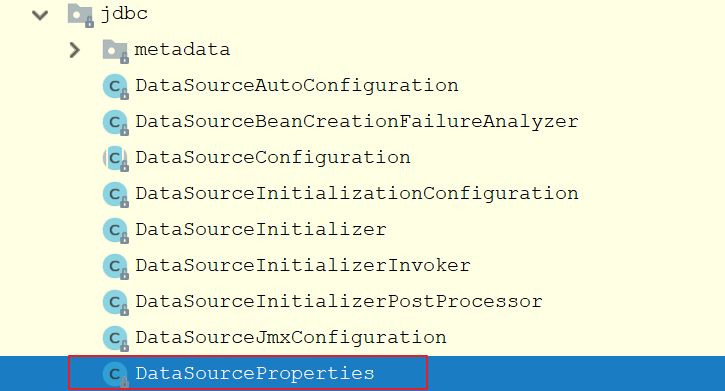 jdbc
metadata
DataSourceAutoConfiguration
DataSourceBeanCreationFailureAnalyzer
DataSourceConfiguration
DataSourceInitializationConfiguration
DataSourceInitializer
DataSourceInitializerInvoker
DataSourceInitializerPostProcessor
DataSourceJmxConfiguration
DataSourceProperties